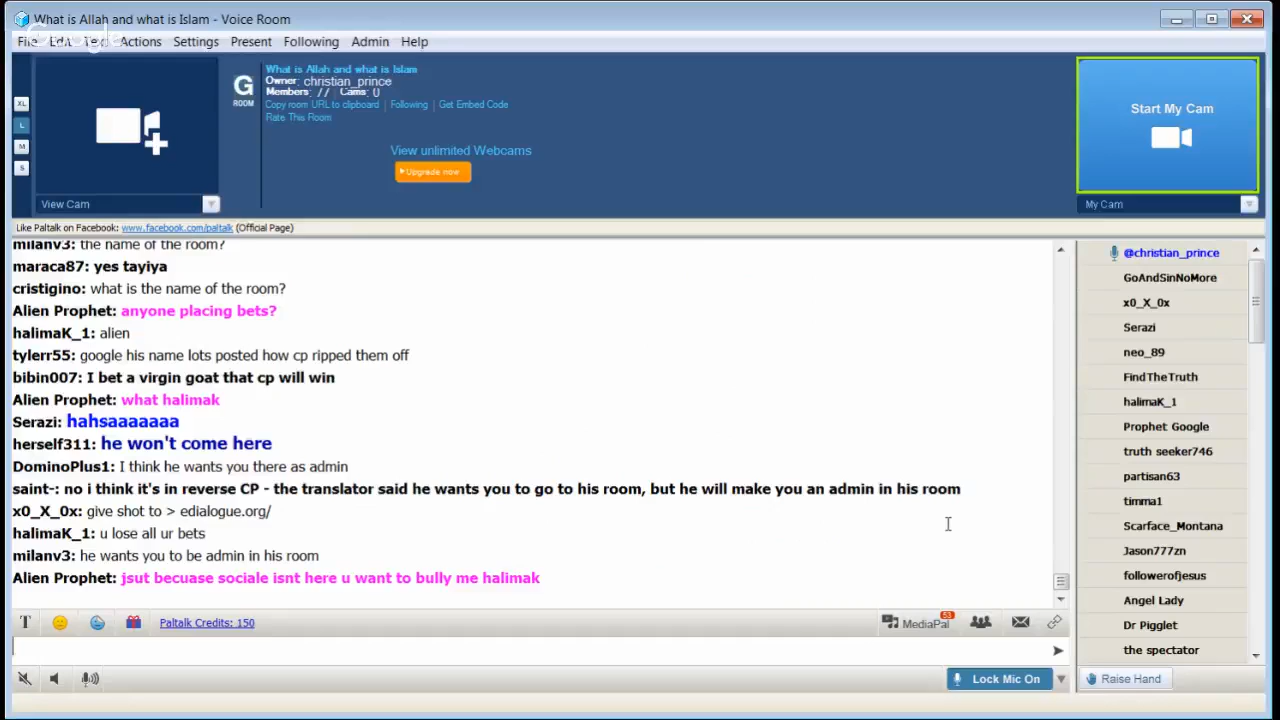 What is Allah and what is Islam - Voice Room
Google
File Edit Text Actions Settings Present Following Admin Help
XL
L
M
S
View Cam
G
ROOM
What is Allah and what is Islam
Owner: christian_prince
Members: 77 | Cams: 0
Copy room URL to clipboard | Following | Get Embed Code
Rate This Room
View unlimited Webcams
Upgrade now
Start My Cam
My Cam
Like Paltalk on Facebook: www.facebook.com/paltalk (Official Page)
milanv3: the name of the room?
maraca87: yes tayiya
cristigino: what is the name of the room?
Alien Prophet: anyone placing bets?
halimaK_1: alien
tylerr55: google his name lots posted how cp ripped them off
bibin007: I bet a virgin goat that cp will win
Alien Prophet: what halimak
Serazi: hahsaaaaaaa
herself311: he won't come here
DominoPlus1: I think he wants you there as admin
saint-: no i think it's in reverse CP - the translator said he wants you to go to his room, but he will make you an admin in his room
x0_X_0x: give shot to > edialogue.org/
halimaK_1: u lose all ur bets
milanv3: he wants you to be admin in his room
Alien Prophet: jsut becuase sociale isnt here u want to bully me halimak
@christian_prince
GoAndSinNoMore
x0_X_0x
Serazi
neo_89
FindTheTruth
halimaK_1
Prophet Google
truth seeker746
partisan63
timma1
Scarface_Montana
Jason777zn
followerofjesus
Angel Lady
Dr Pigglet
the spectator
T
Paltalk Credits: 150
MediaPal
53
Lock Mic On
Raise Hand